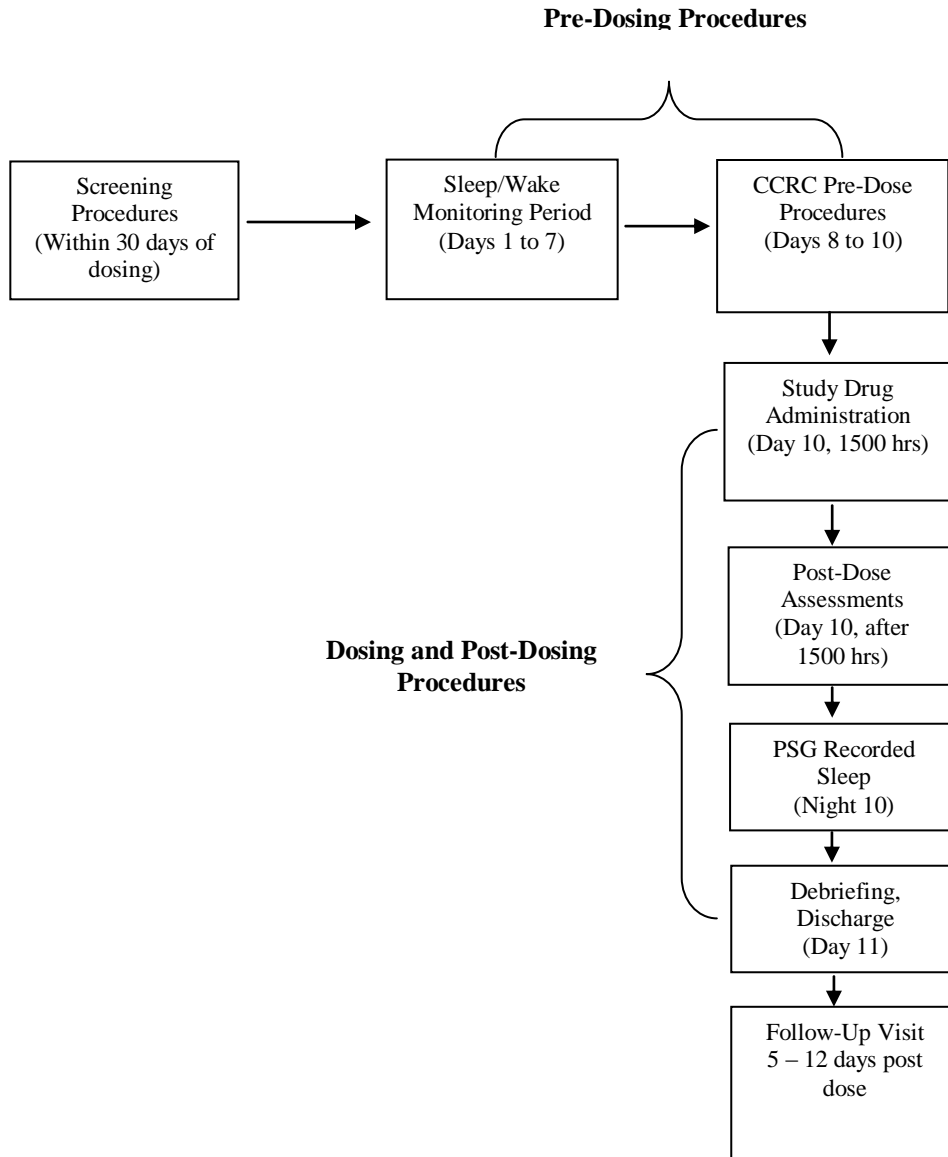 Pre-Dosing Procedures
Screening
Procedures
(Within 30 days of
dosing)
Sleep/Wake
Monitoring Period
(Days 1 to 7)
CCRC Pre-Dose
Procedures
(Days 8 to 10)
Study Drug
Administration
(Day 10, 1500 hrs)
Post-Dose
Assessments
(Day 10, after
1500 hrs)
Dosing and Post-Dosing
Procedures
PSG Recorded
Sleep
(Night 10)
Debriefing,
Discharge
(Day 11)
Follow-Up Visit
5 – 12 days post
dose